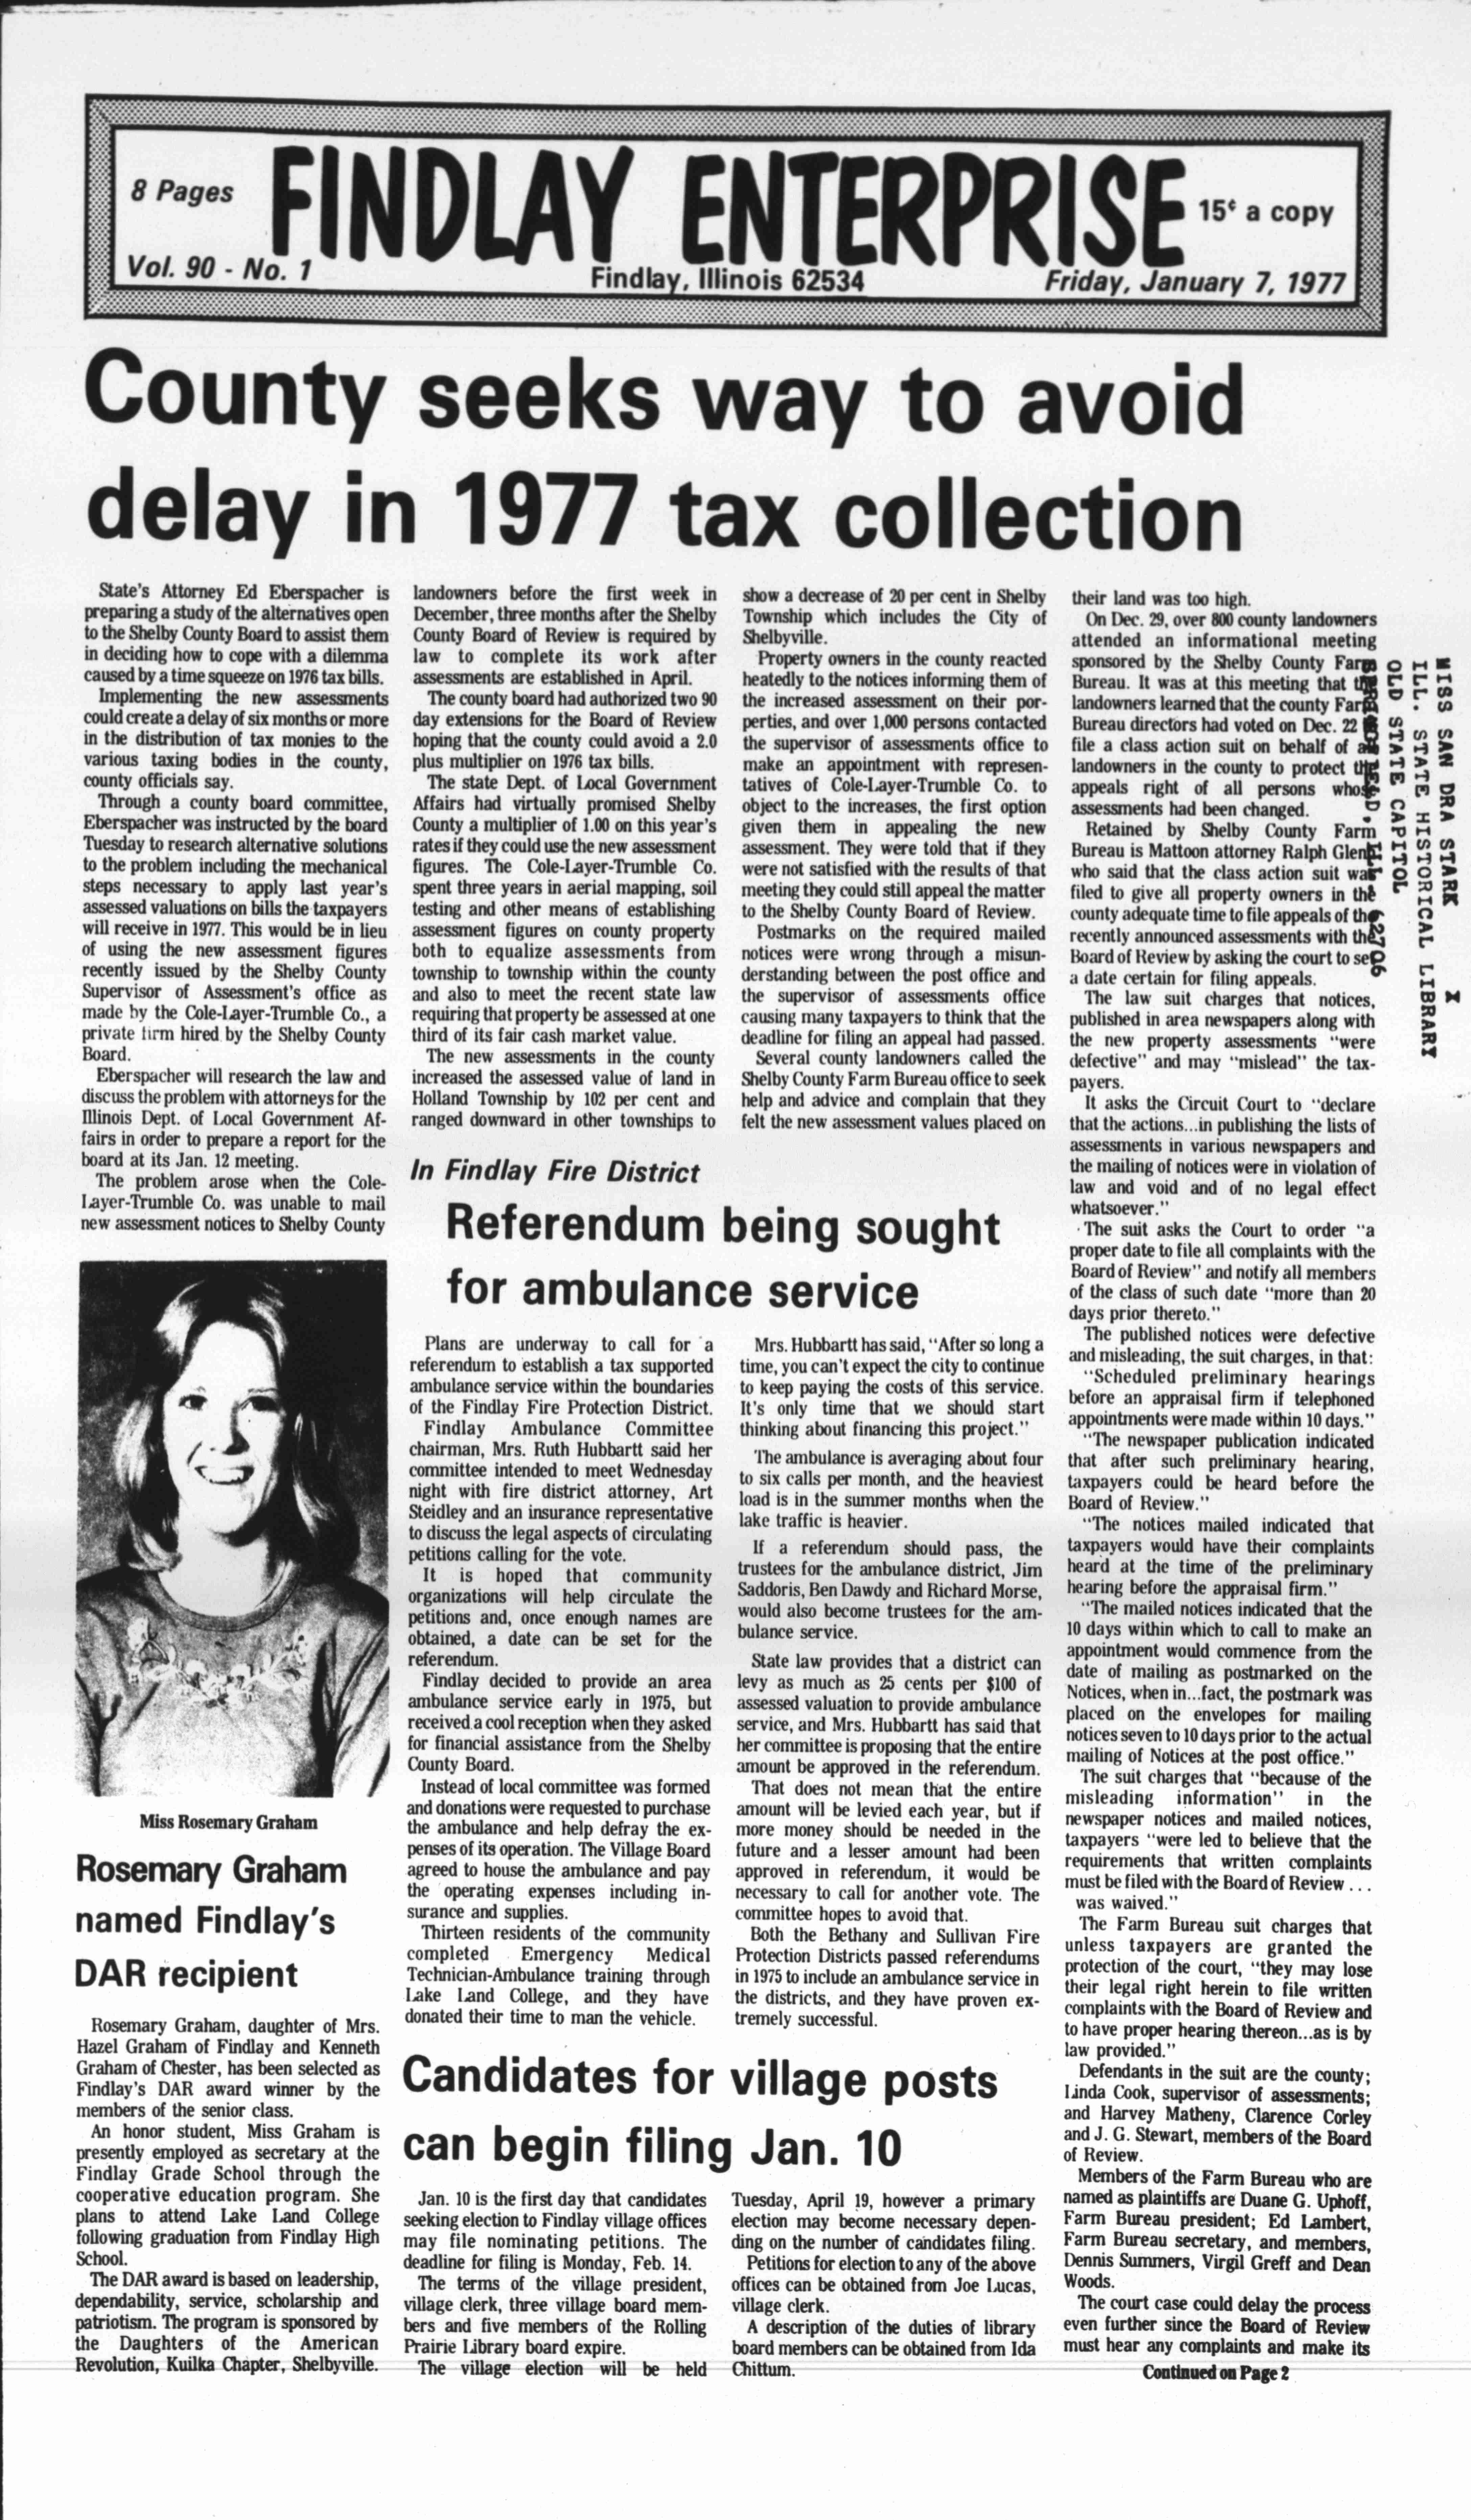 8 Pages
FINDLAY ENTERPRISE
15¢ a copy
Vol. 90 - No. 1
Findlay, Illinois 62534
Friday, January 7, 1977
County seeks way to avoid
delay in 1977 tax collection
State's Attorney Ed Eberspacher is
preparing a study of the alternatives open
to the Shelby County Board to assist them
in deciding how to cope with a dilemma
caused by a time squeeze on 1976 tax bills.
Implementing the new assessments
could create a delay of six months or more
in the distribution of tax monies to the
various taxing bodies in the county,
county officials say.
Through a county board committee,
Eberspacher was instructed by the board
Tuesday to research alternative solutions
to the problem including the mechanical
steps necessary to apply last year's
assessed valuations on bills the taxpayers
will receive in 1977. This would be in lieu
of using the new assessment figures
recently issued by the Shelby County
Supervisor of Assessment's office as
made by the Cole-Layer-Trumble Co., a
private firm hired by the Shelby County
Board.
Eberspacher will research the law and
discuss the problem with attorneys for the
Illinois Dept. of Local Government Af-
fairs in order to prepare a report for the
board at its Jan. 12 meeting.
The problem arose when the Cole-
Layer-Trumble Co. was unable to mail
new assessment notices to Shelby County
landowners before the first week in
December, three months after the Shelby
County Board of Review is required by
law to complete its work after
assessments are established in April.
The county board had authorized two 90
day extensions for the Board of Review
hoping that the county could avoid a 2.0
plus multiplier on 1976 tax bills.
The state Dept. of Local Government
Affairs had virtually promised Shelby
County a multiplier of 1.00 on this year's
rates if they could use the new assessment
figures. The Cole-Layer-Trumble Co.
spent three years in aerial mapping, soil
testing and other means of establishing
assessment figures on county property
both to equalize assessments from
township to township within the county
and also to meet the recent state law
requiring that property be assessed at one
third of its fair cash market value.
The new assessments in the county
increased the assessed value of land in
Holland Township by 102 per cent and
ranged downward in other townships to
show a decrease of 20 per cent in Shelby
Township which includes the City of
Shelbyville.
Property owners in the county reacted
heatedly to the notices informing them of
the increased assessment on their por-
perties, and over 1,000 persons contacted
the supervisor of assessments office to
make an appointment with represen-
tatives of Cole-Layer-Trumble Co. to
object to the increases, the first option
given them in appealing the new
assessment. They were told that if they
were not satisfied with the results of that
meeting they could still appeal the matter
to the Shelby County Board of Review.
Postmarks on the required mailed
notices were wrong through a misun-
derstanding between the post office and
the supervisor of assessments office
causing many taxpayers to think that the
deadline for filing an appeal had passed.
Several county landowners called the
Shelby County Farm Bureau office to seek
help and advice and complain that they
felt the new assessment values placed on
their land was too high.
On Dec. 29, over 800 county landowners
attended an informational meeting
sponsored by the Shelby County Farm
Bureau. It was at this meeting that the
landowners learned that the county Farm
Bureau directors had voted on Dec. 22
file a class action suit on behalf of all
landowners in the county to protect the
appeals right of all persons whose
assessments had been changed.
Retained by Shelby County Farm
Bureau is Mattoon attorney Ralph
who said that the class action suit was
filed to give all property owners in the
county adequate time to file appeals of the
recently announced assessments with the
Board of Review by asking the court to set
a date certain for filing appeals.
The law suit charges that notices,
published in area newspapers along with
the new property assessments "were
defective" and may "mislead" the tax-
payers.
It asks the Circuit Court to "declare
that the actions...in publishing the lists of
assessments in various newspapers and
the mailing of notices were in violation of
law and void and of no legal effect
whatsoever."
The suit asks the Court to order "a
proper date to file all complaints with the
Board of Review" and notify all members
of the class of such date "more than 20
days prior thereto."
The published notices were defective
and misleading, the suit charges, in that:
"Scheduled preliminary hearings
before an appraisal firm if telephoned
appointments were made within 10 days."
"The newspaper publication indicated
that after such preliminary hearing,
taxpayers could be heard before the
Board of Review."
"The notices mailed indicated that
taxpayers would have their complaints
heard at the time of the preliminary
hearing before the appraisal firm."
"The mailed notices indicated that the
10 days within which to call to make an
appointment would commence from the
date of mailing as postmarked on the
Notices, when in...fact, the postmark was
placed on the envelopes for mailing
notices seven to 10 days prior to the actual
mailing of Notices at the post office."
The suit charges that "because of the
misleading information" in the
newspaper notices and mailed notices,
taxpayers "were led to believe that the
requirements that written complaints
must be filed with the Board of Review . . .
was waived."
The Farm Bureau suit charges that
unless taxpayers are granted the
protection of the court, "they may lose
their legal right herein to file written
complaints with the Board of Review and
to have proper hearing thereon...as is by
law provided."
Defendants in the suit are the county;
Linda Cook, supervisor of assessments;
and Harvey Matheny, Clarence Corley
and J. G. Stewart, members of the Board
of Review.
Members of the Farm Bureau who are
named as plaintiffs are Duane G. Uphoff,
Farm Bureau president; Ed Lambert,
Farm Bureau secretary, and members,
Dennis Summers, Virgil Greff and Dean
Woods.
The court case could delay the process
even further since the Board of Review
must hear any complaints and make its
Continued on Page 2
MISS SAN DRA STARK X
ILL. STATE HISTORICAL LIBRARY
OLD STATE CAPITOL
ILL 62706
In Findlay Fire District
Referendum being sought
for ambulance service
Plans are underway to call for a
referendum to establish a tax supported
ambulance service within the boundaries
of the Findlay Fire Protection District.
Findlay Ambulance Committee
chairman, Mrs. Ruth Hubbartt said her
committee intended to meet Wednesday
night with fire district attorney, Art
Steidley and an insurance representative
to discuss the legal aspects of circulating
petitions calling for the vote.
It is hoped that community
organizations will help circulate the
petitions and, once enough names are
obtained, a date can be set for the
referendum.
Findlay decided to provide an area
ambulance service early in 1975, but
received a cool reception when they asked
for financial assistance from the Shelby
County Board.
Instead of local committee was formed
and donations were requested to purchase
the ambulance and help defray the ex-
penses of its operation. The Village Board
agreed to house the ambulance and pay
the operating expenses including in-
surance and supplies.
Thirteen residents of the community
completed Emergency Medical
Technician-Ambulance training through
Lake Land College, and they have
donated their time to man the vehicle.
Mrs. Hubbartt has said, "After so long a
time, you can't expect the city to continue
to keep paying the costs of this service.
It's only time that we should start
thinking about financing this project."
The ambulance is averaging about four
to six calls per month, and the heaviest
load is in the summer months when the
lake traffic is heavier.
If a referendum should pass, the
trustees for the ambulance district, Jim
Saddoris, Ben Dawdy and Richard Morse,
would also become trustees for the am-
bulance service.
State law provides that a district can
levy as much as 25 cents per $100 of
assessed valuation to provide ambulance
service, and Mrs. Hubbartt has said that
her committee is proposing that the entire
amount be approved in the referendum.
That does not mean that the entire
amount will be levied each year, but if
more money should be needed in the
future and a lesser amount had been
approved in referendum, it would be
necessary to call for another vote. The
committee hopes to avoid that.
Both the Bethany and Sullivan Fire
Protection Districts passed referendums
in 1975 to include an ambulance service in
the districts, and they have proven ex-
tremely successful.
Miss Rosemary Graham
Rosemary Graham
named Findlay's
DAR recipient
Rosemary Graham, daughter of Mrs.
Hazel Graham of Findlay and Kenneth
Graham of Chester, has been selected as
Findlay's DAR award winner by the
members of the senior class.
An honor student, Miss Graham is
presently employed as secretary at the
Findlay Grade School through the
cooperative education program. She
plans to attend Lake Land College
following graduation from Findlay High
School.
The DAR award is based on leadership,
dependability, service, scholarship and
patriotism. The program is sponsored by
the Daughters of the American
Revolution, Kuilka Chapter, Shelbyville.
Candidates for village posts
can begin filing Jan. 10
Jan. 10 is the first day that candidates
seeking election to Findlay village offices
may file nominating petitions. The
deadline for filing is Monday, Feb. 14.
The terms of the village president,
village clerk, three village board mem-
bers and five members of the Rolling
Prairie Library board expire.
The village election will be held
Tuesday, April 19, however a primary
election may become necessary depen-
ding on the number of candidates filing.
Petitions for election to any of the above
offices can be obtained from Joe Lucas,
village clerk.
A description of the duties of library
board members can be obtained from Ida
Chittum.